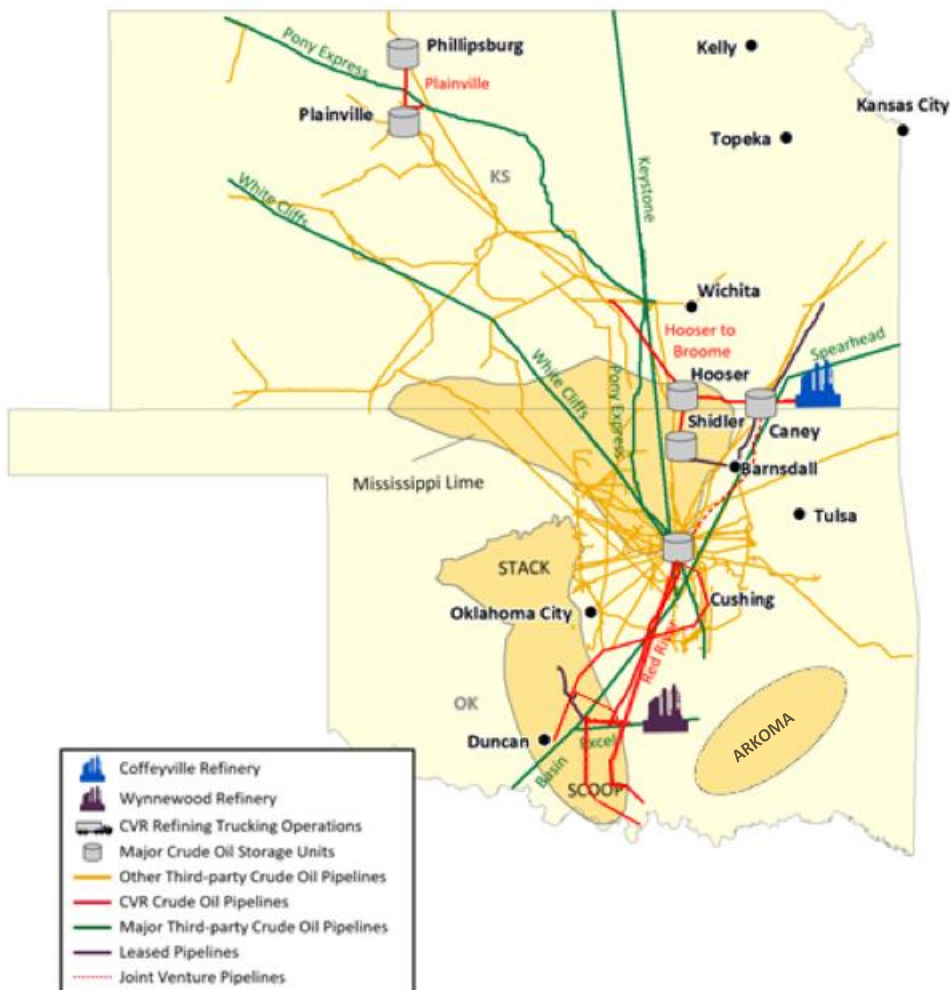 Phillipsburg
Kelly
Pony Express
Plainville
Kansas City
Plainville
Topeka
KS
Keystone
White Cliffs
Wichita
Hooser to
Broome
Spearhead
White Cliffs
Pony Express
Hooser
Shidler
Caney
Barnsdall
Mississippi Lime
Tulsa
STACK
Cushing
Oklahoma City
Red River
OK
ARKOMA
Duncan
Excel
Basin
SCOOP
Coffeyville Refinery
Wynnewood Refinery
CVR Refining Trucking Operations
Major Crude Oil Storage Units
Other Third-party Crude Oil Pipelines
CVR Crude Oil Pipelines
Major Third-party Crude Oil Pipelines
Leased Pipelines
Joint Venture Pipelines